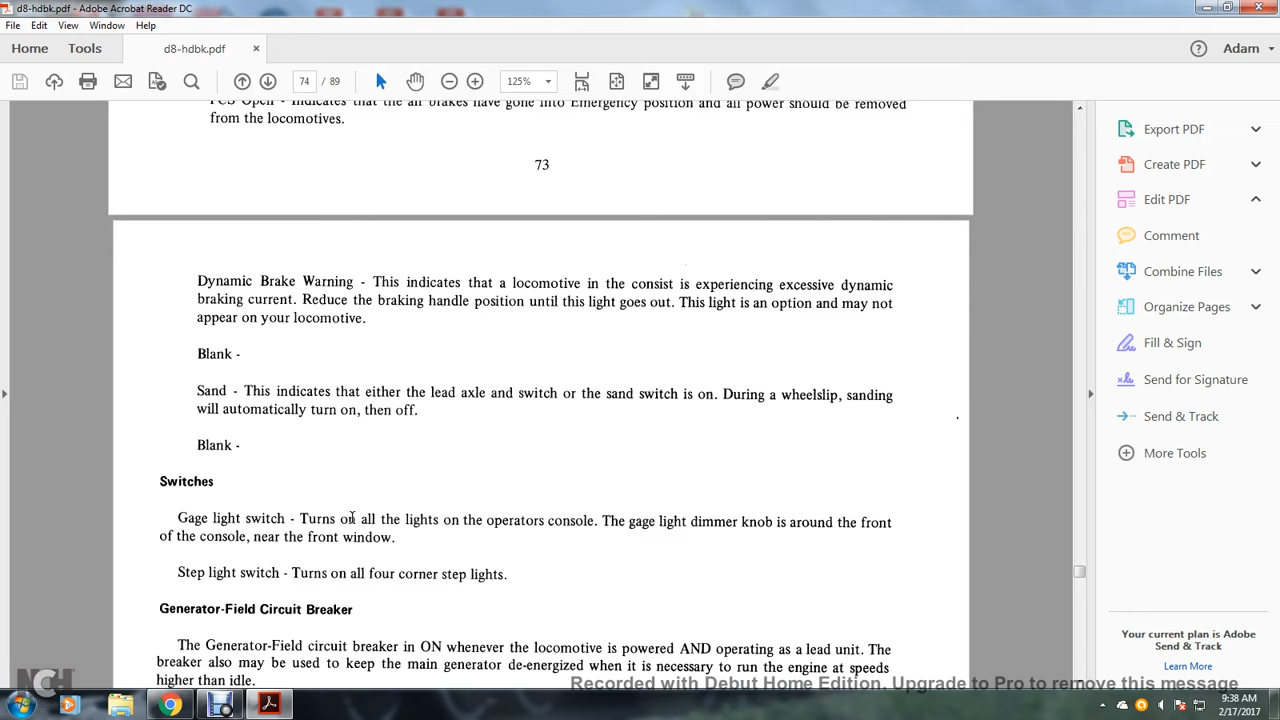 d8-hdbk.pdf - Adobe Acrobat Reader DC
File Edit View Window Help
Home Tools d8-hdbk.pdf × ? Adam
74 / 89 125%
PCS Open - Indicates that the air brakes have gone into Emergency position and all power should be removed
from the locomotives.
73
Dynamic Brake Warning - This indicates that a locomotive in the consist is experiencing excessive dynamic
braking current. Reduce the braking handle position until this light goes out. This light is an option and may not
appear on your locomotive.
Blank -
Sand - This indicates that either the lead axle and switch or the sand switch is on. During a wheelslip, sanding
will automatically turn on, then off.
Blank -
Switches
Gage light switch - Turns on all the lights on the operators console. The gage light dimmer knob is around the front
of the console, near the front window.
Step light switch - Turns on all four corner step lights.
Generator-Field Circuit Breaker
The Generator-Field circuit breaker in ON whenever the locomotive is powered AND operating as a lead unit. The
breaker also may be used to keep the main generator de-energized when it is necessary to run the engine at speeds
higher than idle.
Export PDF
Create PDF
Edit PDF
Comment
Combine Files
Organize Pages
Fill & Sign
Send for Signature
Send & Track
More Tools
Your current plan is Adobe
Send & Track
Learn More
NCH
Recorded with Debut Home Edition. Upgrade to Pro to remove this message
9:38 AM
2/17/2017